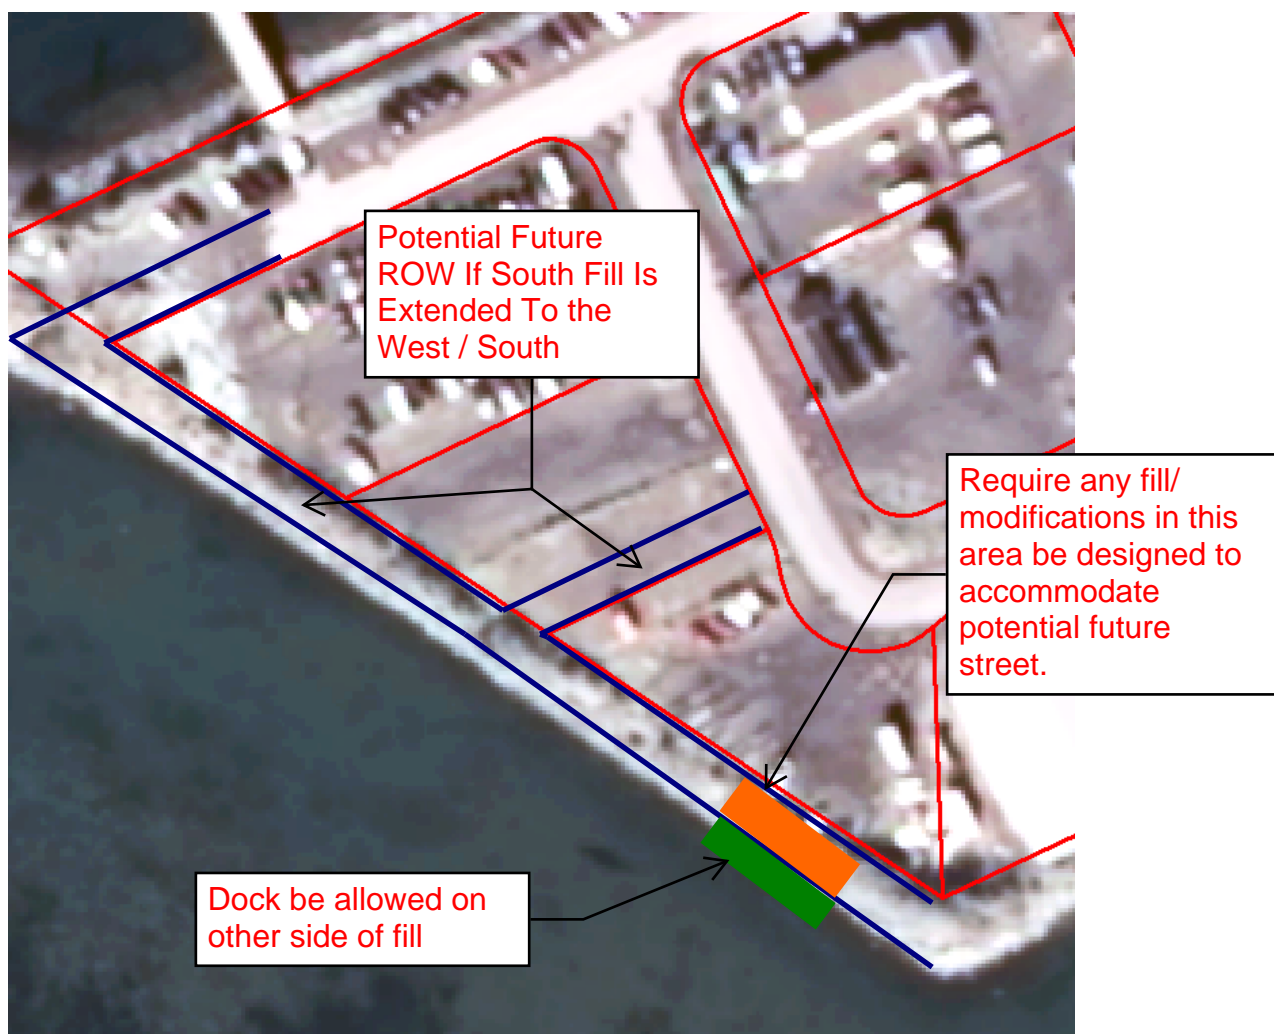 Potential Future
ROW If South Fill Is
Extended To the
West / South
Require any fill/
modifications in this
area be designed to
accommodate
potential future
street.
Dock be allowed on
other side of fill